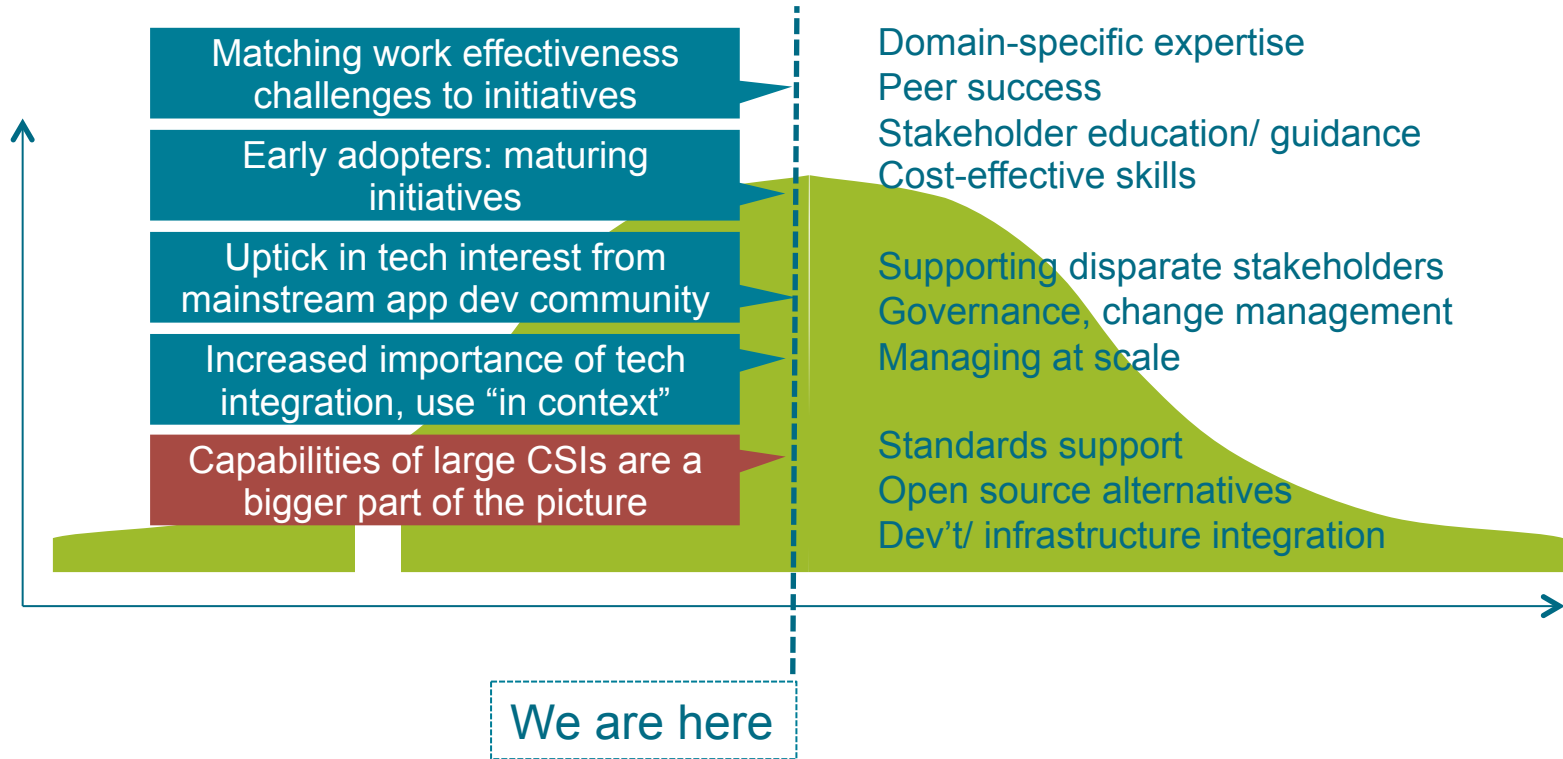 Matching work effectiveness
challenges to initiatives
Early adopters: maturing
initiatives
Uptick in tech interest from
mainstream app dev community
Increased importance of tech
integration, use “in context”
Capabilities of large CSIs are a
bigger part of the picture
Domain-specific expertise
Peer success
Stakeholder education/ guidance
Cost-effective skills
Supporting disparate stakeholders
Governance, change management
Managing at scale
Standards support
Open source alternatives
Dev’t/ infrastructure integration
We are here